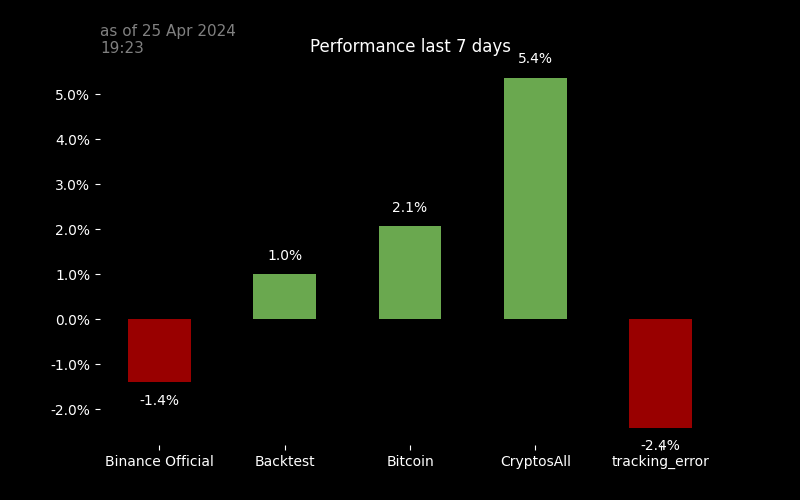 as of 25 Apr 2024
19:23
Performance last 7 days
5.4%
5.0%
4.0%
3.0%
2.1%
2.0%
1.0%
1.0%
0.0%
-1.0%
-1.4%
-2.0%
-2.4%
Binance Official
Backtest
Bitcoin
CryptosAll
tracking_error